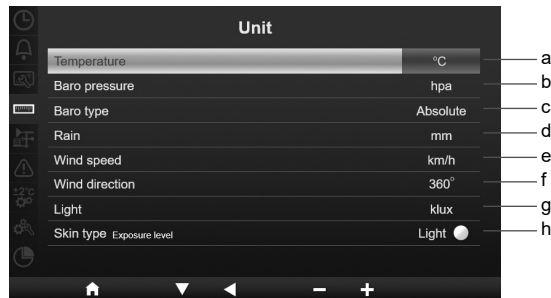 Unit
Temperature °C a
Baro pressure hpa b
Baro type Absolute c
Rain mm d
Wind speed km/h e
Wind direction 360° f
Light klux g
Skin type Exposure level Light h
±2°C